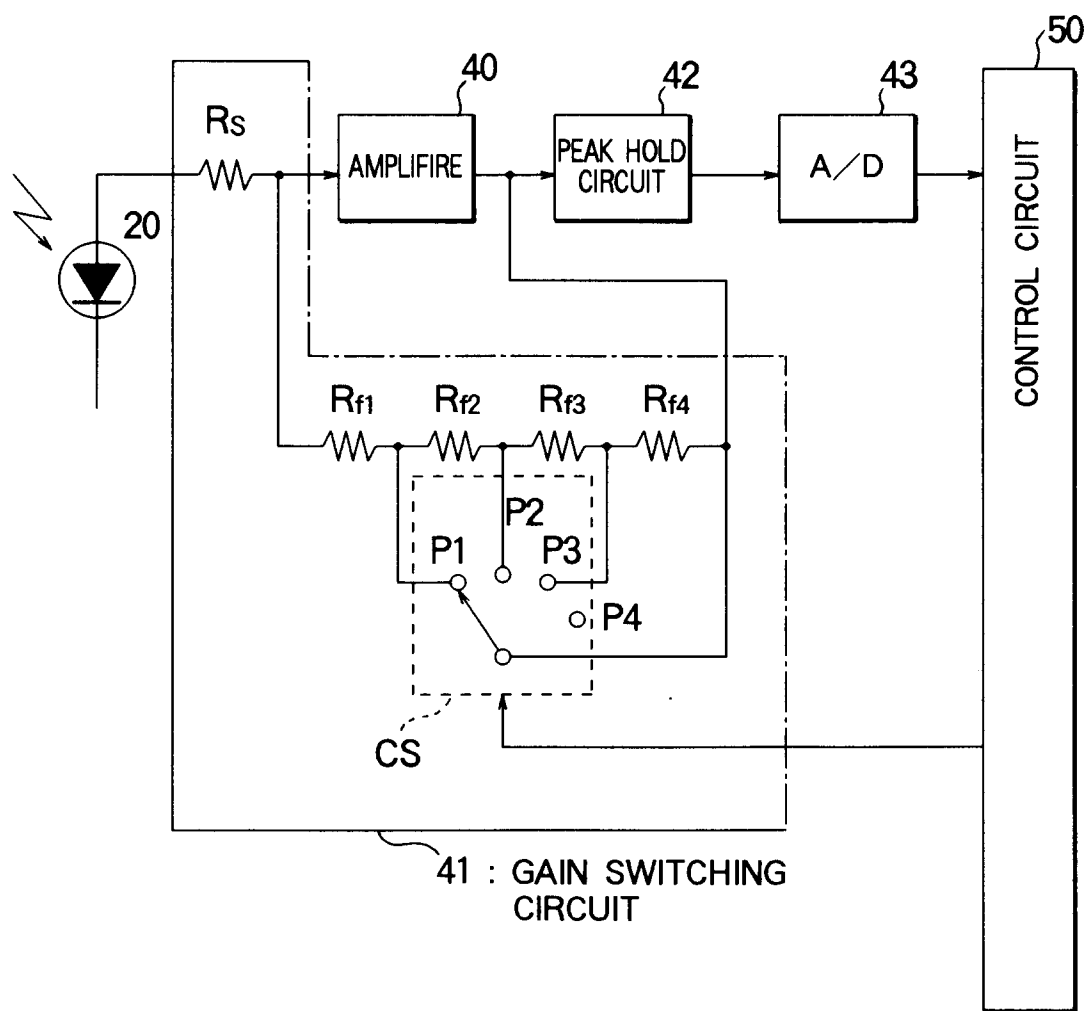 50
40
42
43
RS
AMPLIFIRE
PEAK HOLD
CIRCUIT
A/D
CONTROL CIRCUIT
20
Rf1
Rf2
Rf3
Rf4
P2
P1
P3
P4
CS
41 : GAIN SWITCHING
CIRCUIT